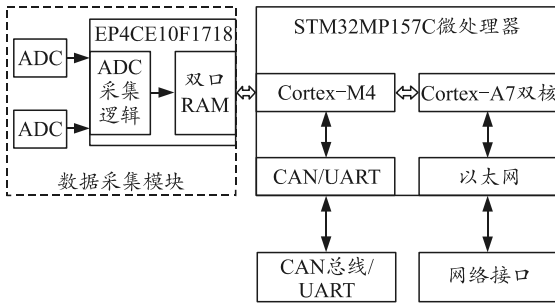 EP4CE10F1718
STM32MP157C微处理器
ADC
ADC
采集
逻辑
双口
RAM
Cortex-M4
Cortex-A7双核
ADC
数据采集模块
CAN/UART
以太网
CAN总线/
UART
网络接口